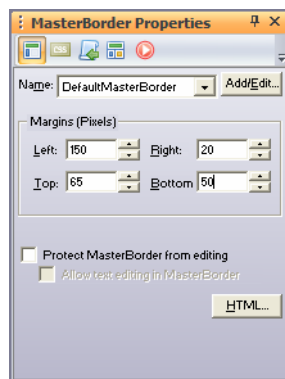 MasterBorder Properties
CSS
Name: DefaultMasterBorder Add/Edit...
Margins (Pixels)
Left: 150 Right: 20
Top: 65 Bottom 50
Protect MasterBorder from editing
Allow text editing in MasterBorder
HTML...